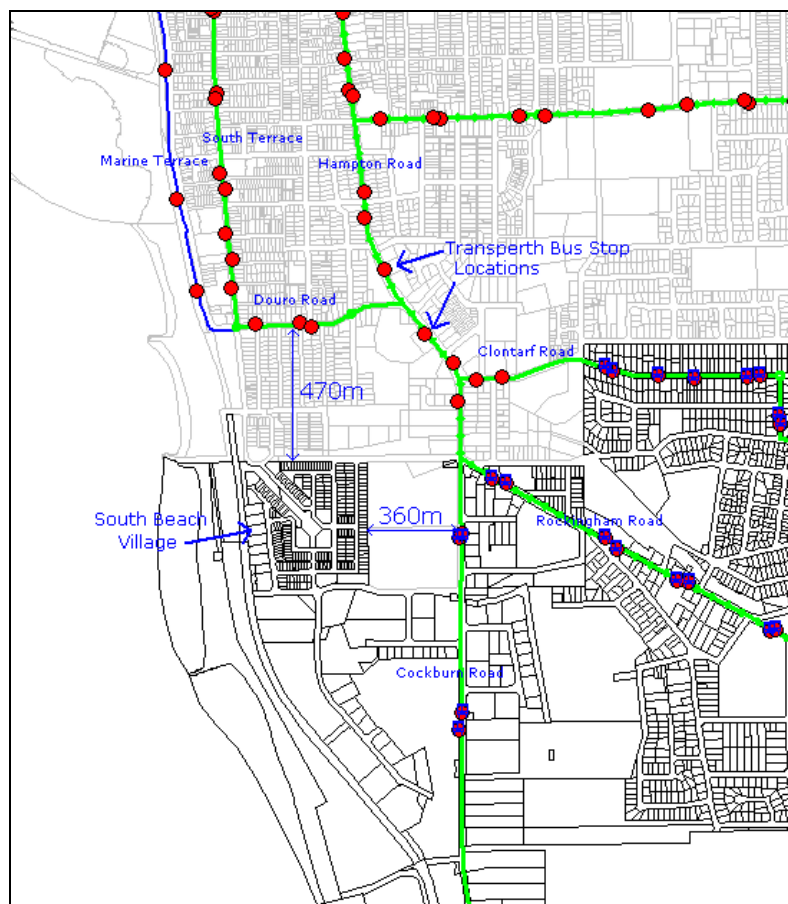 South Terrace
Marine Terrace
Hampton Road
Transperth Bus Stop
Locations
Douro Road
Clontarf Road
470m
South Beach
Village
360m
Rockingham Road
Cockburn Road